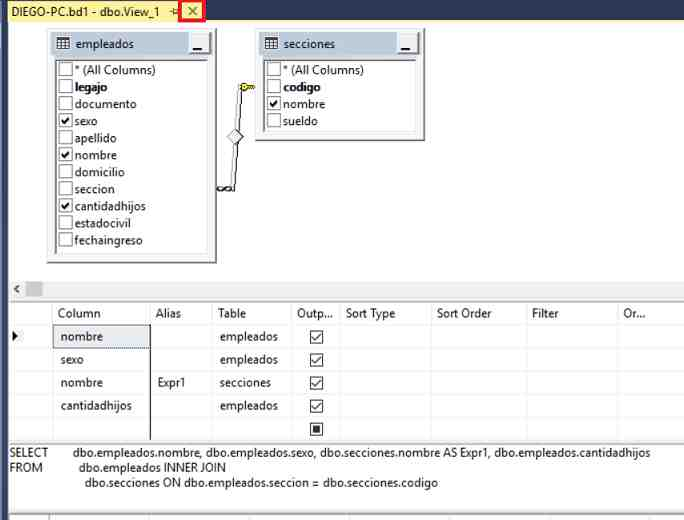 DIEGO-PC.bd1 - dbo.View_1
empleados
* (All Columns)
legajo
documento
sexo
apellido
nombre
domicilio
seccion
cantidadhijos
estadocivil
fechaingreso
secciones
* (All Columns)
codigo
nombre
sueldo
Column Alias Table Outp... Sort Type Sort Order Filter Or...
nombre empleados
sexo empleados
nombre Expr1 secciones
cantidadhijos empleados
SELECT dbo.empleados.nombre, dbo.empleados.sexo, dbo.secciones.nombre AS Expr1, dbo.empleados.cantidadhijos
FROM dbo.empleados INNER JOIN
dbo.secciones ON dbo.empleados.seccion = dbo.secciones.codigo